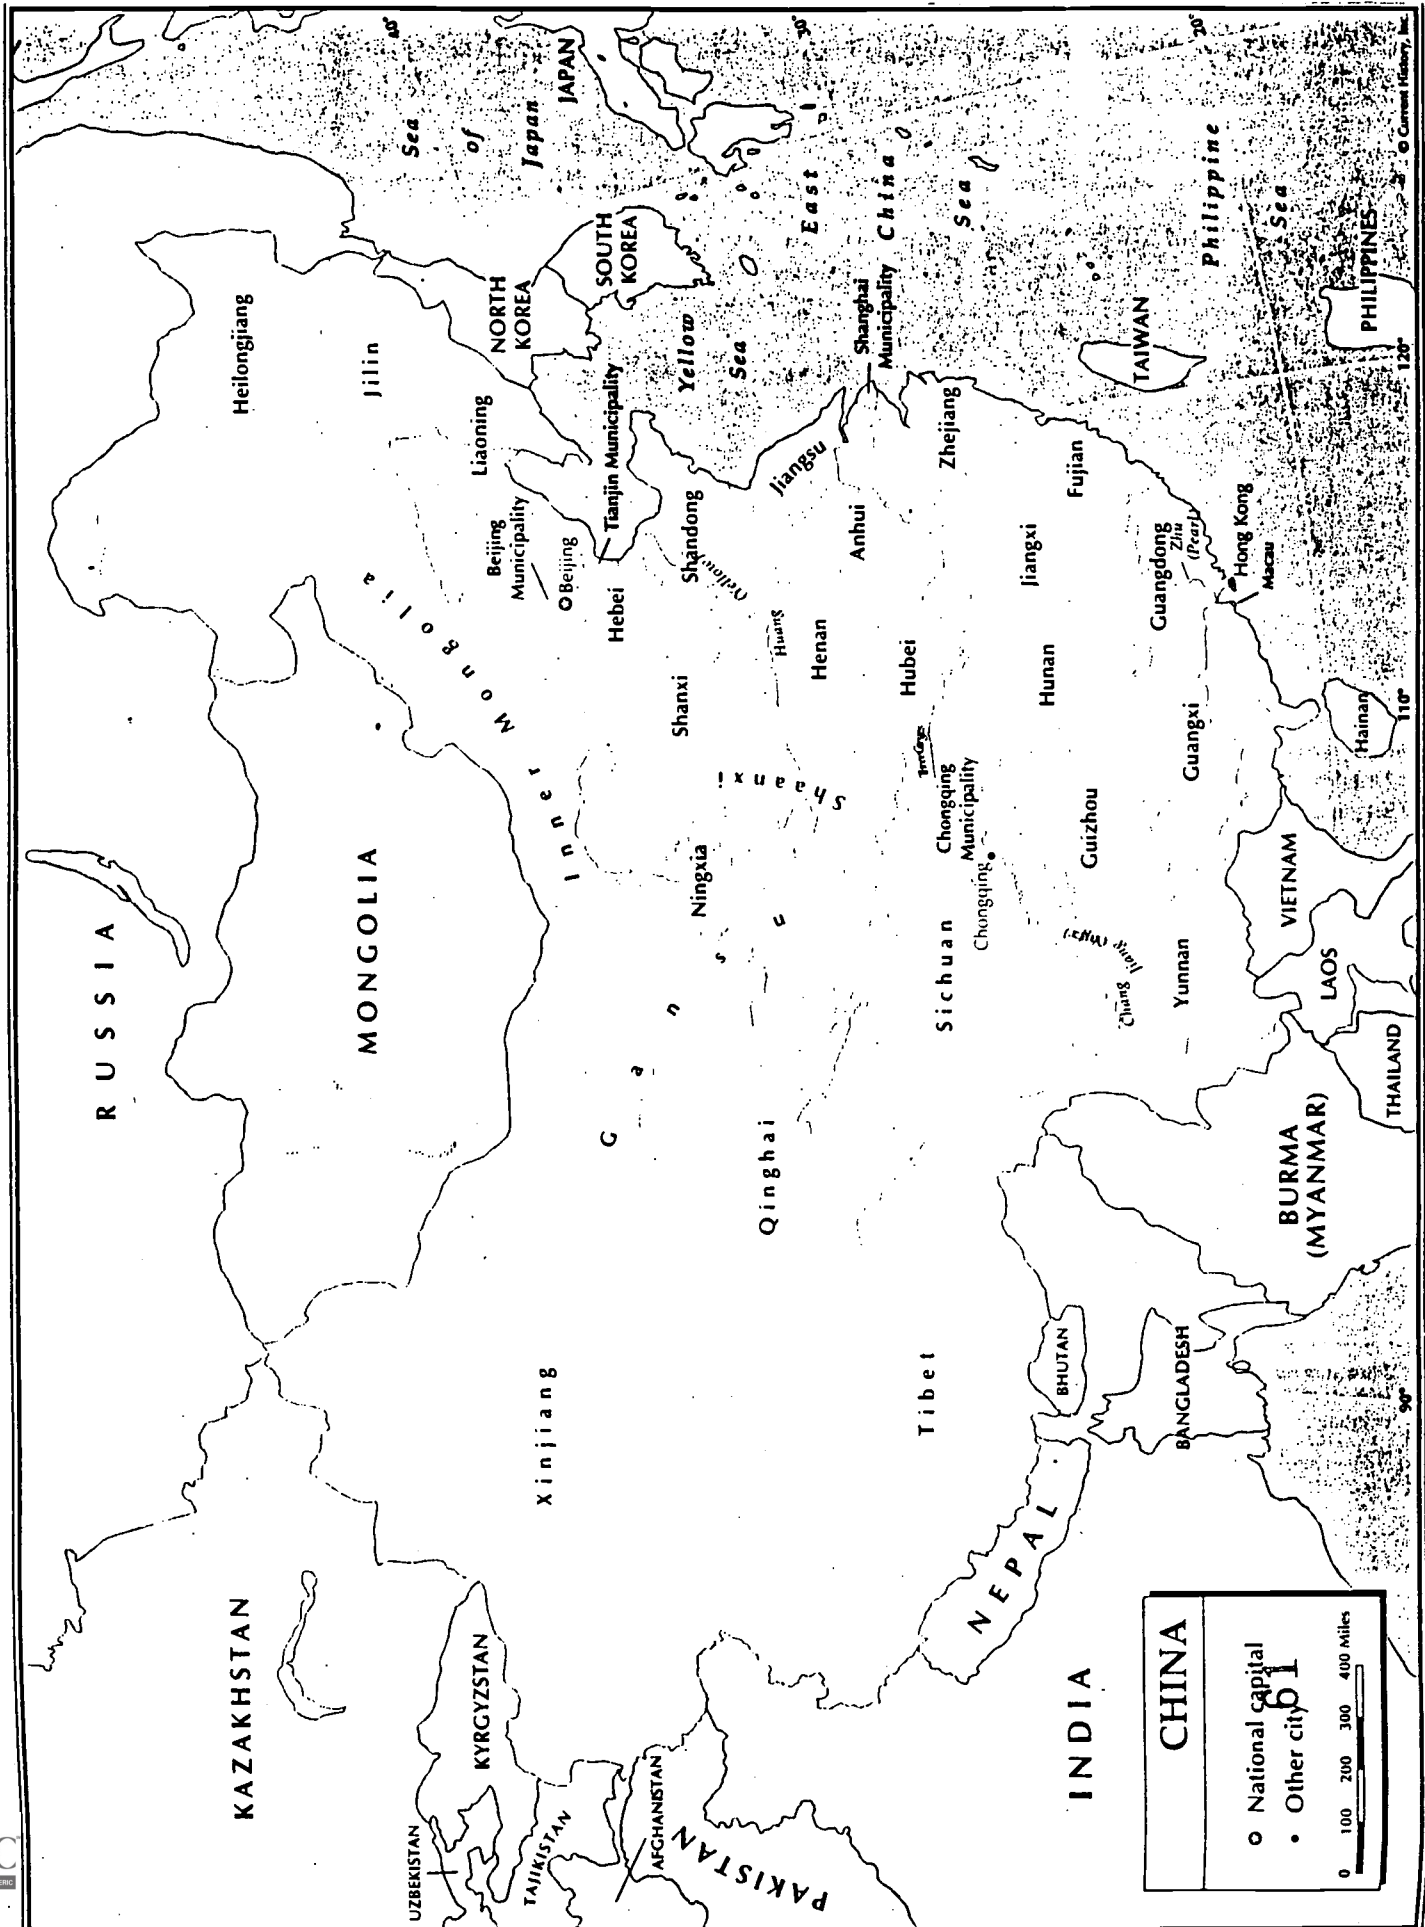 RUSSIA
KAZAKHSTAN
MONGOLIA
UZBEKISTAN
KYRGYZSTAN
TAJIKISTAN
AFGHANISTAN
PAKISTAN
INDIA
NEPAL
BHUTAN
BANGLADESH
BURMA
(MYANMAR)
THAILAND
LAOS
VIETNAM
Xinjiang
Tibet
Qinghai
Gansu
Inner Mongolia
Ningxia
Shaanxi
Shanxi
Heilongjiang
Jilin
Liaoning
Beijing
Municipality
Beijing
Tianjin Municipality
Hebei
Shandong
Huang
(Yellow)
Henan
Jiangsu
Anhui
Shanghai
Municipality
Hubei
Zhejiang
Chongqing
Municipality
Chongqing
Sichuan
Chang Jiang
Hunan
Jiangxi
Fujian
Guizhou
Yunnan
Guangxi
Guangdong
Zhu
(Pearl)
Hong Kong
Macau
Hainan
TAIWAN
PHILIPPINES
NORTH
KOREA
SOUTH
KOREA
JAPAN
Sea
of
Japan
Yellow
Sea
East
China
Sea
Philippine
Sea
40°
30°
20°
120°
110°
90°
CHINA
National capital
Other city
0 100 200 300 400 Miles
61
© Current History, Inc.
ERIC